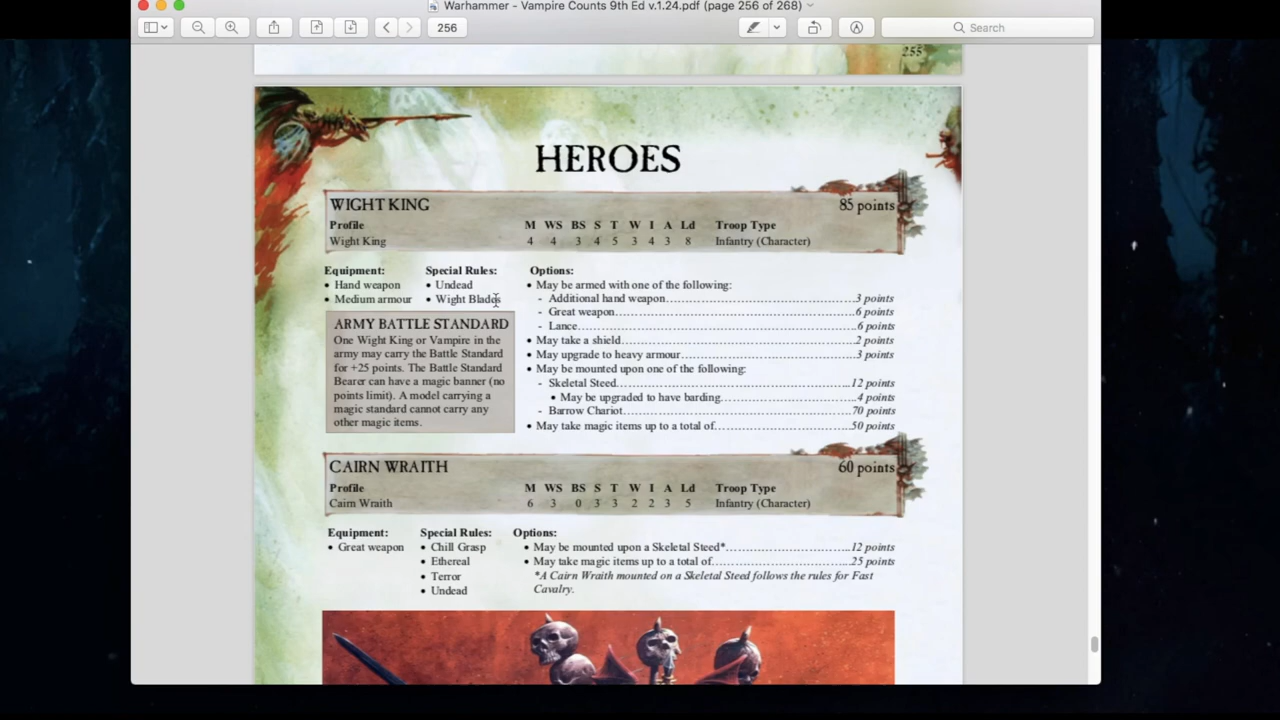 Warhammer - Vampire Counts 9th Ed v.1.24.pdf (page 256 of 268)
256
Search
255
HEROES
WIGHT KING 85 points
Profile M WS BS S T W I A Ld Troop Type
Wight King 4 4 3 4 5 3 4 3 8 Infantry (Character)
Equipment:
• Hand weapon
• Medium armour
Special Rules:
• Undead
• Wight Blades
ARMY BATTLE STANDARD
One Wight King or Vampire in the
army may carry the Battle Standard
for +25 points. The Battle Standard
Bearer can have a magic banner (no
points limit). A model carrying a
magic standard cannot carry any
other magic items.
Options:
• May be armed with one of the following:
- Additional hand weapon 3 points
- Great weapon 6 points
- Lance 6 points
• May take a shield 2 points
• May upgrade to heavy armour 3 points
• May be mounted upon one of the following:
- Skeletal Steed 12 points
• May be upgraded to have barding 4 points
- Barrow Chariot 70 points
• May take magic items up to a total of 50 points
CAIRN WRAITH 60 points
Profile M WS BS S T W I A Ld Troop Type
Cairn Wraith 6 3 0 3 3 2 2 3 5 Infantry (Character)
Equipment:
• Great weapon
Special Rules:
• Chill Grasp
• Ethereal
• Terror
• Undead
Options:
• May be mounted upon a Skeletal Steed* 12 points
• May take magic items up to a total of 25 points
*A Cairn Wraith mounted on a Skeletal Steed follows the rules for Fast
Cavalry.